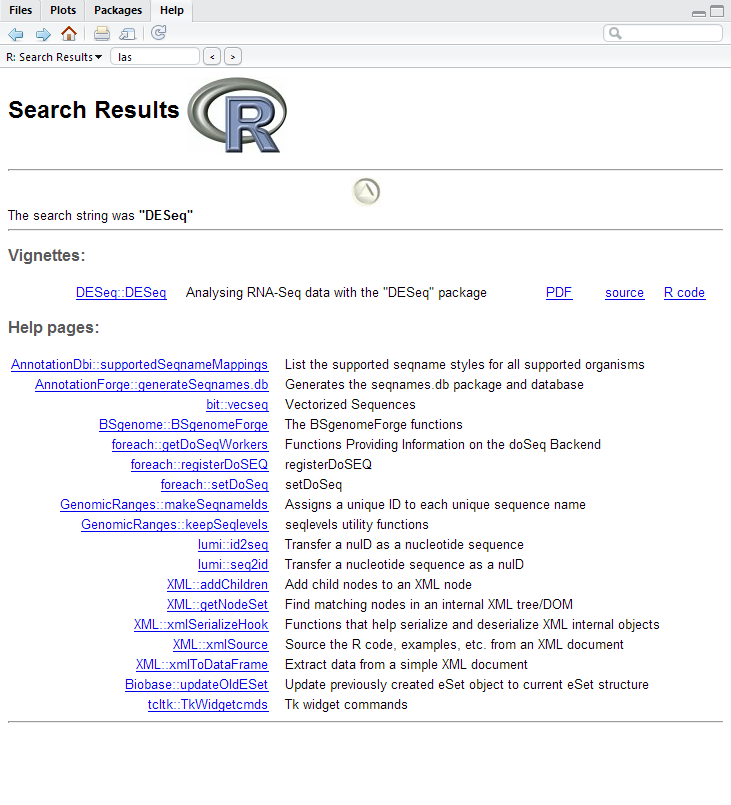 Files Plots Packages Help
R: Search Results las < >
Search Results R
The search string was "DESeq"
Vignettes:
DESeq::DESeq Analysing RNA-Seq data with the "DESeq" package PDF source R code
Help pages:
AnnotationDbi::supportedSeqnameMappings List the supported seqname styles for all supported organisms
AnnotationForge::generateSeqnames.db Generates the seqnames.db package and database
bit::vecseq Vectorized Sequences
BSgenome::BSgenomeForge The BSgenomeForge functions
foreach::getDoSeqWorkers Functions Providing Information on the doSeq Backend
foreach::registerDoSEQ registerDoSEQ
foreach::setDoSeq setDoSeq
GenomicRanges::makeSeqnameIds Assigns a unique ID to each unique sequence name
GenomicRanges::keepSeqlevels seqlevels utility functions
lumi::id2seq Transfer a nuID as a nucleotide sequence
lumi::seq2id Transfer a nucleotide sequence as a nuID
XML::addChildren Add child nodes to an XML node
XML::getNodeSet Find matching nodes in an internal XML tree/DOM
XML::xmlSerializeHook Functions that help serialize and deserialize XML internal objects
XML::xmlSource Source the R code, examples, etc. from an XML document
XML::xmlToDataFrame Extract data from a simple XML document
Biobase::updateOldESet Update previously created eSet object to current eSet structure
tcltk::TkWidgetcmds Tk widget commands